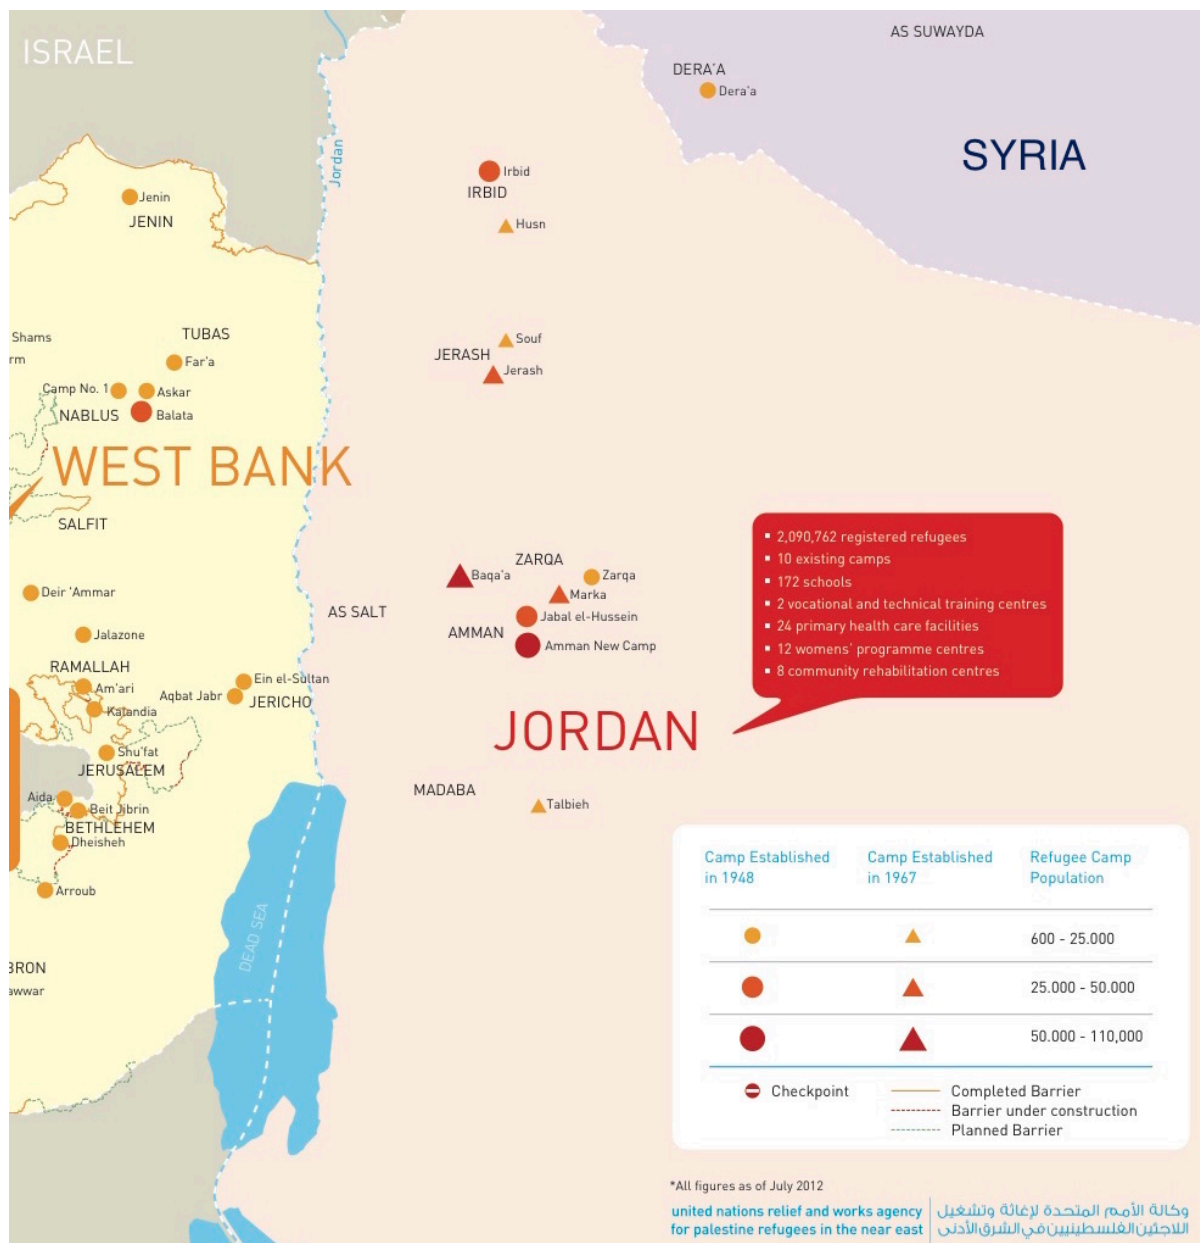 ISRAEL
AS SUWAYDA
DERA'A
Dera'a
SYRIA
Jordan
Irbid
IRBID
Husn
Jenin
JENIN
Shams
rm
TUBAS
Far'a
Souf
JERASH
Jerash
Camp No. 1
Askar
NABLUS
Balata
WEST BANK
SALFIT
2,090,762 registered refugees
10 existing camps
172 schools
2 vocational and technical training centres
24 primary health care facilities
12 womens' programme centres
8 community rehabilitation centres
ZARQA
Baqa'a
Zarqa
Marka
AS SALT
Jabal el-Hussein
AMMAN
Amman New Camp
Deir 'Ammar
Jalazone
RAMALLAH
Am'ari
Kalandia
Ein el-Sultan
Aqbat Jabr
JERICHO
JORDAN
Shu'fat
JERUSALEM
MADABA
Talbieh
Aida
Beit Jibrin
BETHLEHEM
Dheisheh
Arroub
DEAD SEA
BRON
awwar
Camp Established
in 1948
Camp Established
in 1967
Refugee Camp
Population
600 - 25.000
25.000 - 50.000
50.000 - 110,000
Checkpoint
Completed Barrier
Barrier under construction
Planned Barrier
*All figures as of July 2012
united nations relief and works agency
for palestine refugees in the near east
وكالة الأمم المتحدة لإغاثة وتشغيل
اللاجئين الفلسطينيين في الشرق الأدنى